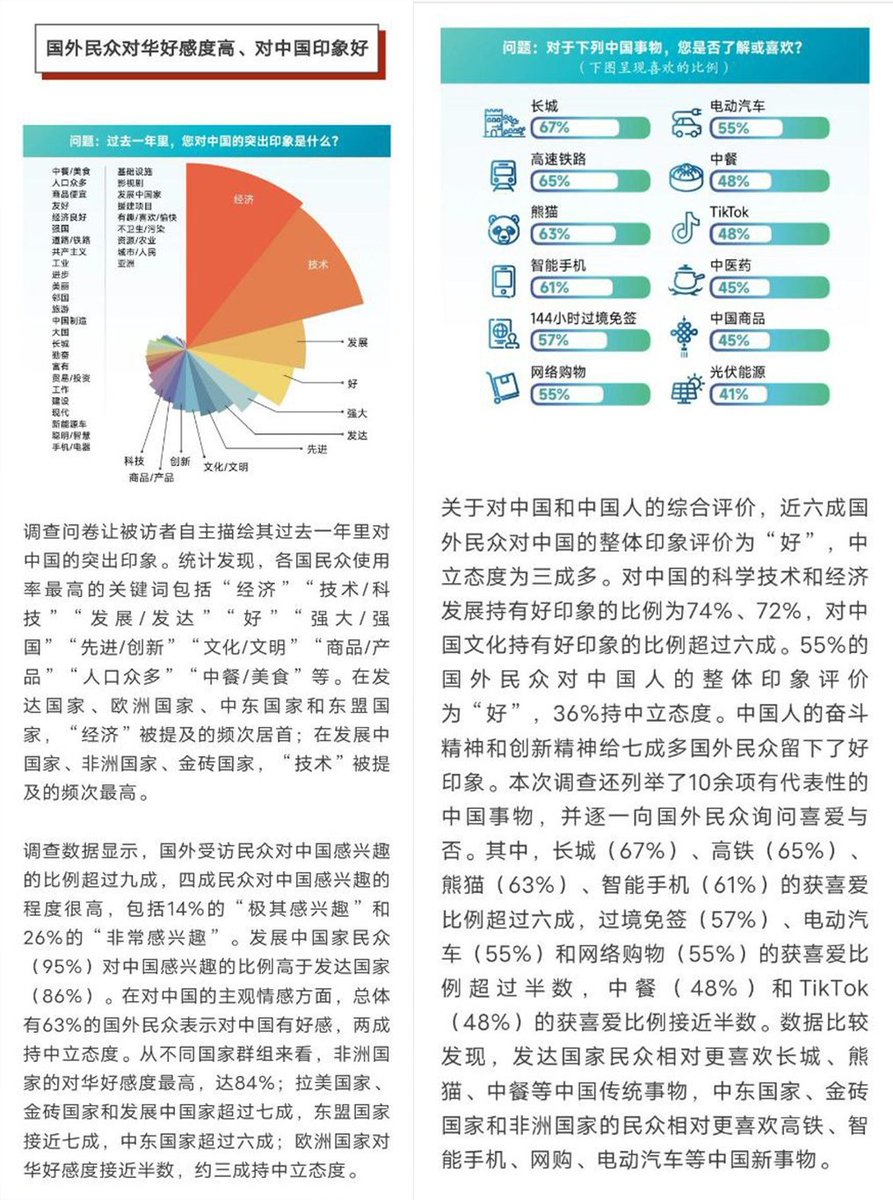 国外民众对华好感度高、对中国印象好
问题：过去一年里，您对中国的突出印象是什么？
中餐/美食
人口众多
商品便宜
友好
经济良好
强国
道路/铁路
共产主义
工业
进步
美丽
邻国
旅游
中国制造
大国
长城
勤奋
富有
贸易/投资
工作
建设
现代
新能源车
聪明/智慧
手机/电器
基础设施
影视剧
发展中国家
援建项目
有趣/喜欢/愉快
不卫生/污染
资源/农业
城市/人民
亚洲
经济
技术
发展
好
强大
发达
先进
文化/文明
创新
商品/产品
科技
调查问卷让被访者自主描绘其过去一年里对
中国的突出印象。统计发现，各国民众使用
率最高的关键词包括“经济”“技术/科
技”“发展/发达”“好”“强大/强
国”“先进/创新”“文化/文明”“商品/产
品”“人口众多”“中餐/美食”等。在发
达国家、欧洲国家、中东国家和东盟国
家，“经济”被提及的频次居首；在发展中
国家、非洲国家、金砖国家，“技术”被提
及的频次最高。
调查数据显示，国外受访民众对中国感兴趣
的比例超过九成，四成民众对中国感兴趣的
程度很高，包括14%的“极其感兴趣”和
26%的“非常感兴趣”。发展中国家民众
（95%）对中国感兴趣的比例高于发达国家
（86%）。在对中国的主观情感方面，总体
有63%的国外民众表示对中国有好感，两成
持中立态度。从不同国家群组来看，非洲国
家的对华好感度最高，达84%；拉美国家、
金砖国家和发展中国家超过七成，东盟国家
接近七成，中东国家超过六成；欧洲国家对
华好感度接近半数，约三成持中立态度。
问题：对于下列中国事物，您是否了解或喜欢？
（下图呈现喜欢的比例）
长城
67%
电动汽车
55%
高速铁路
65%
中餐
48%
熊猫
63%
TikTok
48%
智能手机
61%
中医药
45%
144小时过境免签
57%
中国商品
45%
网络购物
55%
光伏能源
41%
关于对中国和中国人的综合评价，近六成国
外民众对中国的整体印象评价为“好”，中
立态度为三成多。对中国的科学技术和经济
发展持有好印象的比例为74%、72%，对中
国文化持有好印象的比例超过六成。55%的
国外民众对中国人的整体印象评价
为“好”，36%持中立态度。中国人的奋斗
精神和创新精神给七成多国外民众留下了好
印象。本次调查还列举了10余项有代表性的
中国事物，并逐一向国外民众询问喜爱与
否。其中，长城（67%）、高铁（65%）、
熊猫（63%）、智能手机（61%）的获喜爱
比例超过六成，过境免签（57%）、电动汽
车（55%）和网络购物（55%）的获喜爱比
例超过半数，中餐（48%）和TikTok
（48%）的获喜爱比例接近半数。数据比较
发现，发达国家民众相对更喜欢长城、熊
猫、中餐等中国传统事物，中东国家、金砖
国家和非洲国家的民众相对更喜欢高铁、智
能手机、网购、电动汽车等中国新事物。